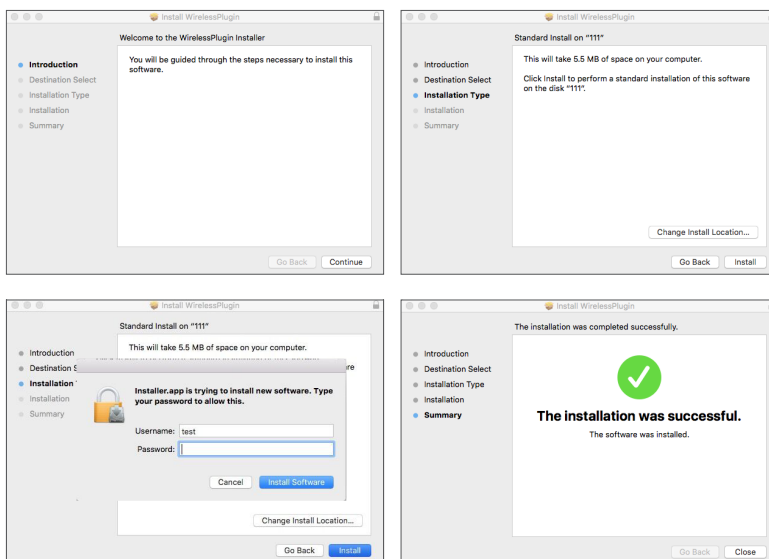 Install WirelessPlugin
Welcome to the WirelessPlugin Installer
Introduction
Destination Select
Installation Type
Installation
Summary
You will be guided through the steps necessary to install this
software.
Go Back
Continue
Install WirelessPlugin
Standard Install on "111"
Introduction
Destination Select
Installation Type
Installation
Summary
This will take 5.5 MB of space on your computer.
Click Install to perform a standard installation of this software
on the disk "111".
Change Install Location...
Go Back
Install
Install WirelessPlugin
Standard Install on "111"
Introduction
Destination S
Installation
Installation
Summary
This will take 5.5 MB of space on your computer.
Installer.app is trying to install new software. Type
your password to allow this.
Username: test
Password:
Cancel
Install Software
Change Install Location...
Go Back
Install
Install WirelessPlugin
The installation was completed successfully.
Introduction
Destination Select
Installation Type
Installation
Summary
The installation was successful.
The software was installed.
Go Back
Close